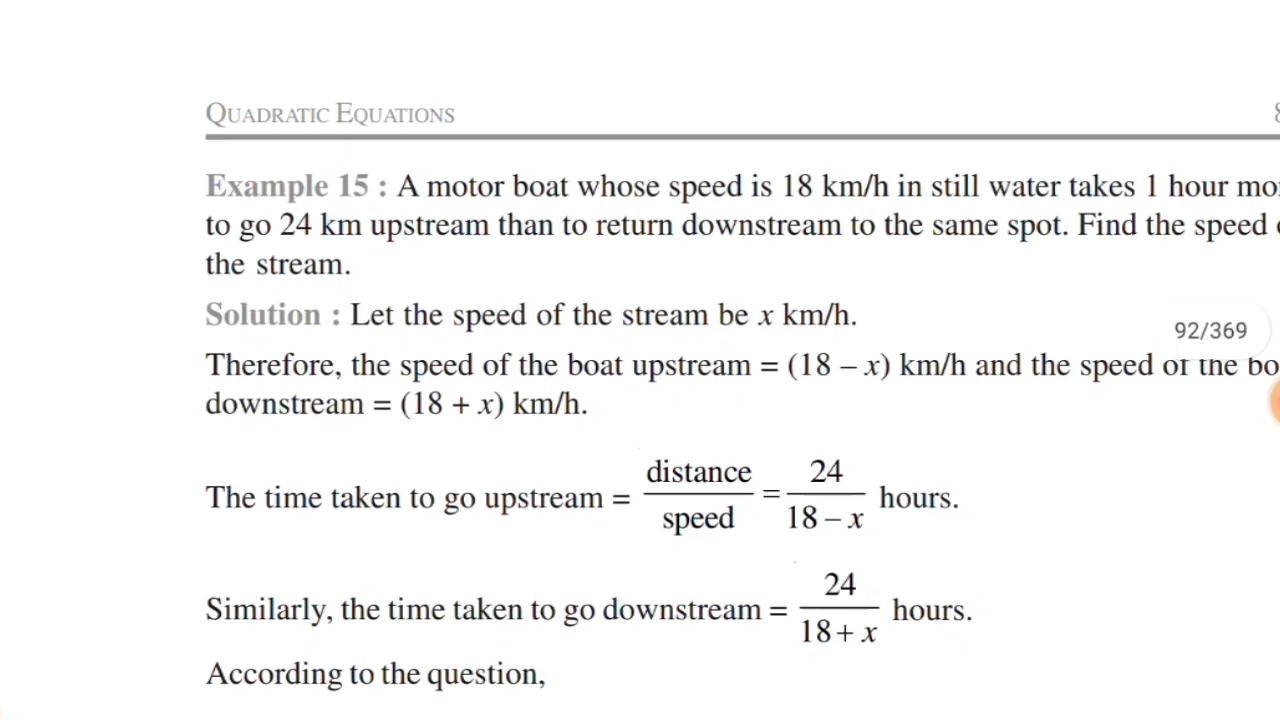 QUADRATIC EQUATIONS
Example 15 : A motor boat whose speed is 18 km/h in still water takes 1 hour
to go 24 km upstream than to return downstream to the same spot. Find the speed
the stream.
Solution : Let the speed of the stream be x km/h.
92/369
Therefore, the speed of the boat upstream = (18 – x) km/h and the speed of the
downstream = (18 + x) km/h.
The time taken to go upstream = distance/speed = 24/18 – x hours.
Similarly, the time taken to go downstream = 24/18 + x hours.
According to the question,